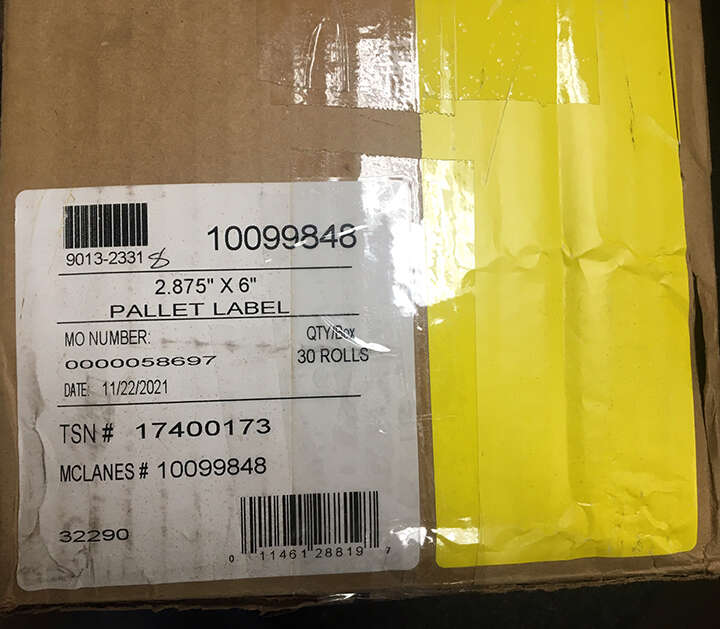 10099848
9013-2331 8
2.875" X 6"
PALLET LABEL
MO NUMBER:
0000058697
QTY/Box
30 ROLLS
DATE: 11/22/2021
TSN # 17400173
MCLANES # 10099848
32290
0 11461 28819 7